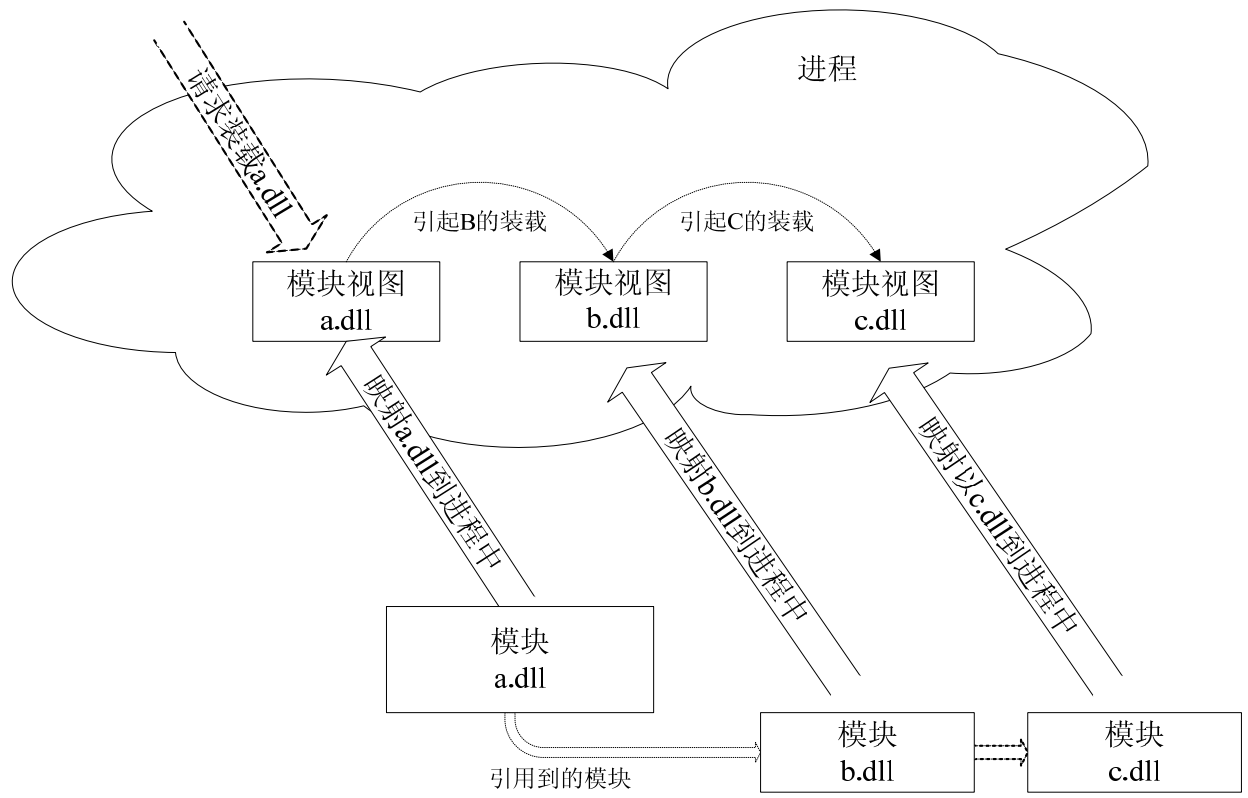 进程
请求装载a.dll
引起B的装载
引起C的装载
模块视图
a.dll
模块视图
b.dll
模块视图
c.dll
映射a.dll到进程中
映射b.dll到进程中
映射以c.dll到进程中
模块
a.dll
模块
b.dll
模块
c.dll
引用到的模块